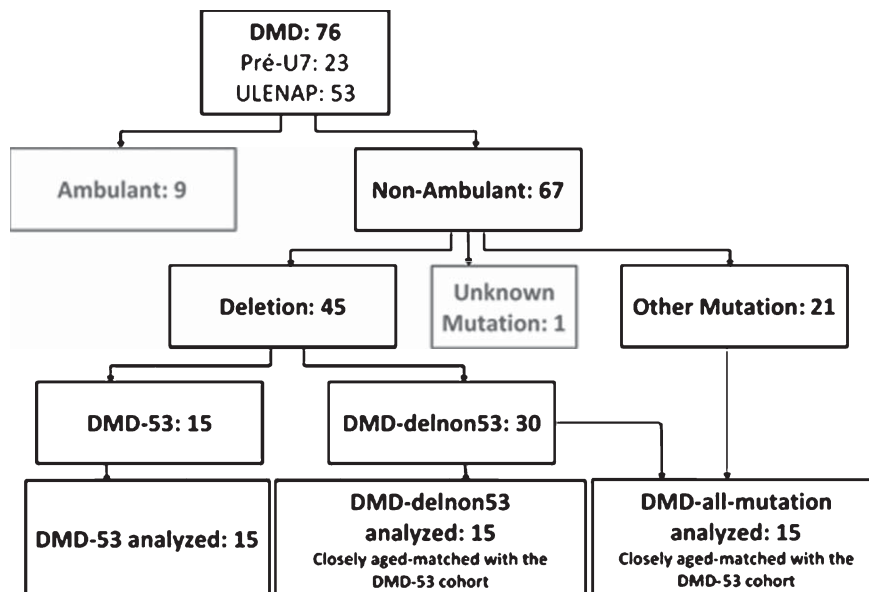 DMD: 76
Pré-U7: 23
ULENAP: 53
Ambulant: 9
Non-Ambulant: 67
Deletion: 45
Unknown
Mutation: 1
Other Mutation: 21
DMD-53: 15
DMD-delnon53: 30
DMD-53 analyzed: 15
DMD-delnon53
analyzed: 15
Closely aged-matched with the
DMD-53 cohort
DMD-all-mutation
analyzed: 15
Closely aged-matched with the
DMD-53 cohort